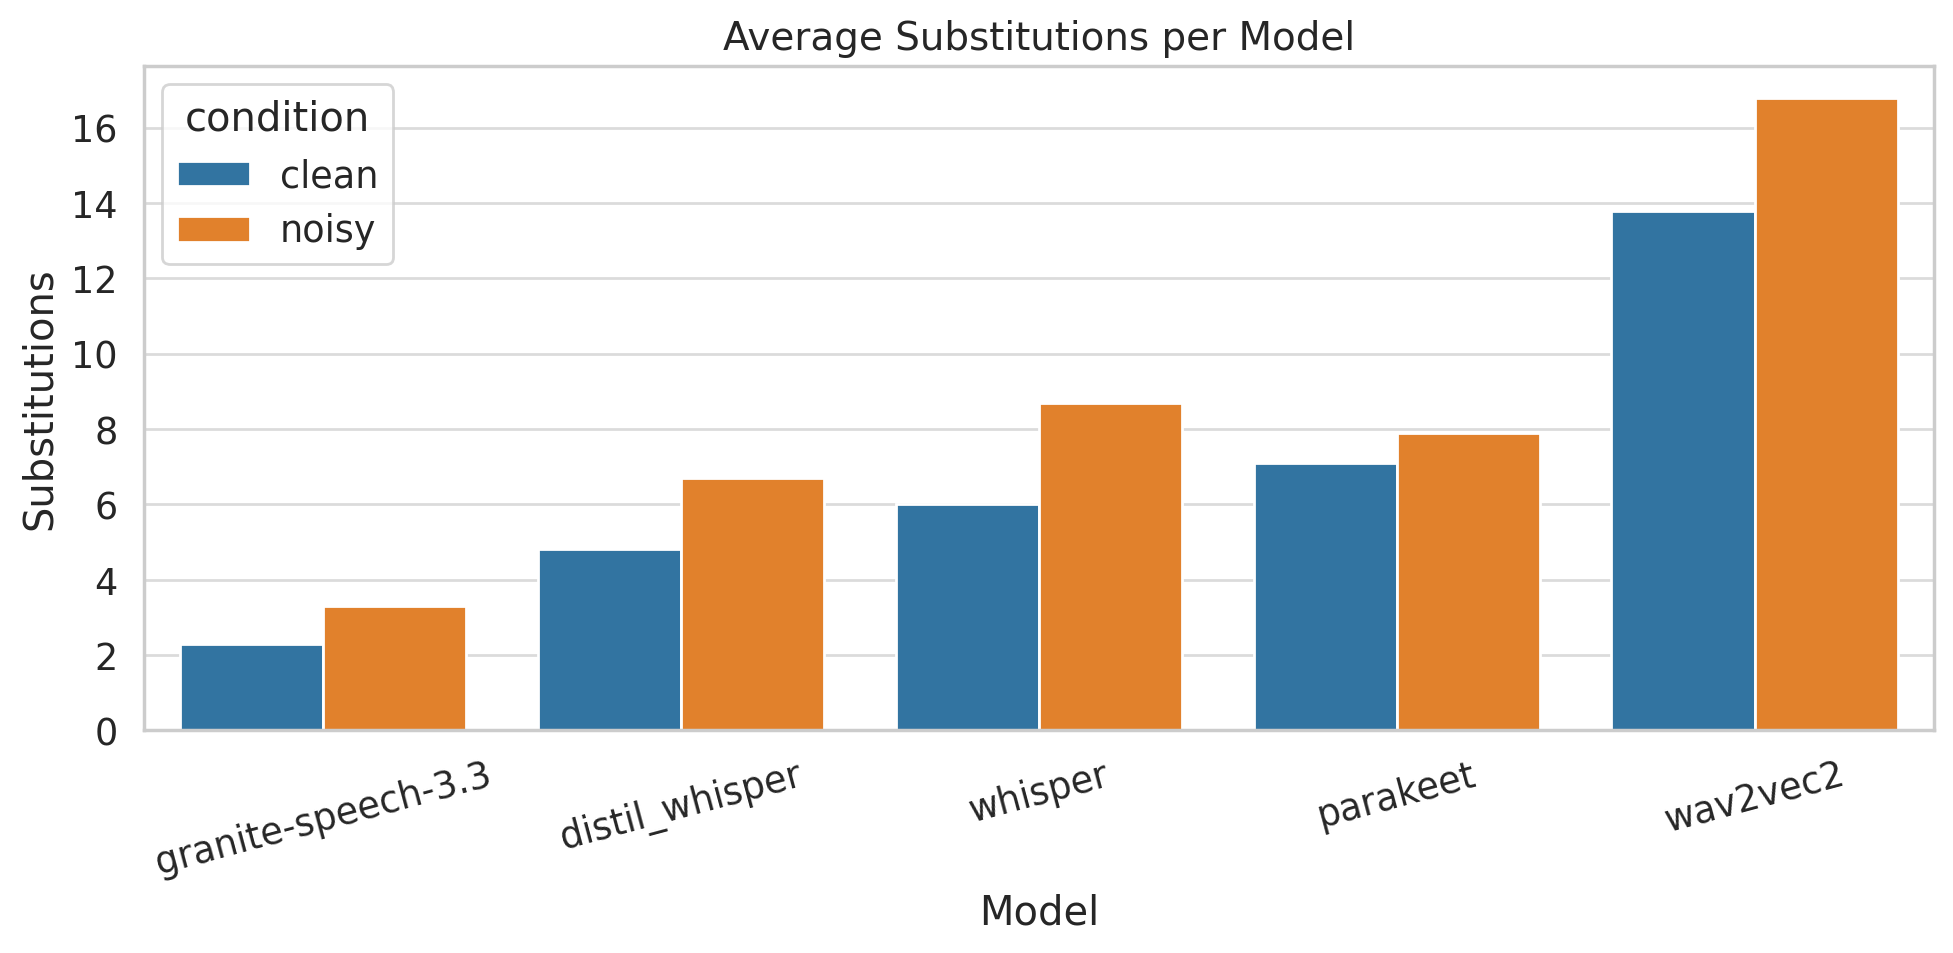 Average Substitutions per Model
condition
clean
noisy
Substitutions
16
14
12
10
8
6
4
2
0
granite-speech-3.3
distil_whisper
whisper
parakeet
wav2vec2
Model